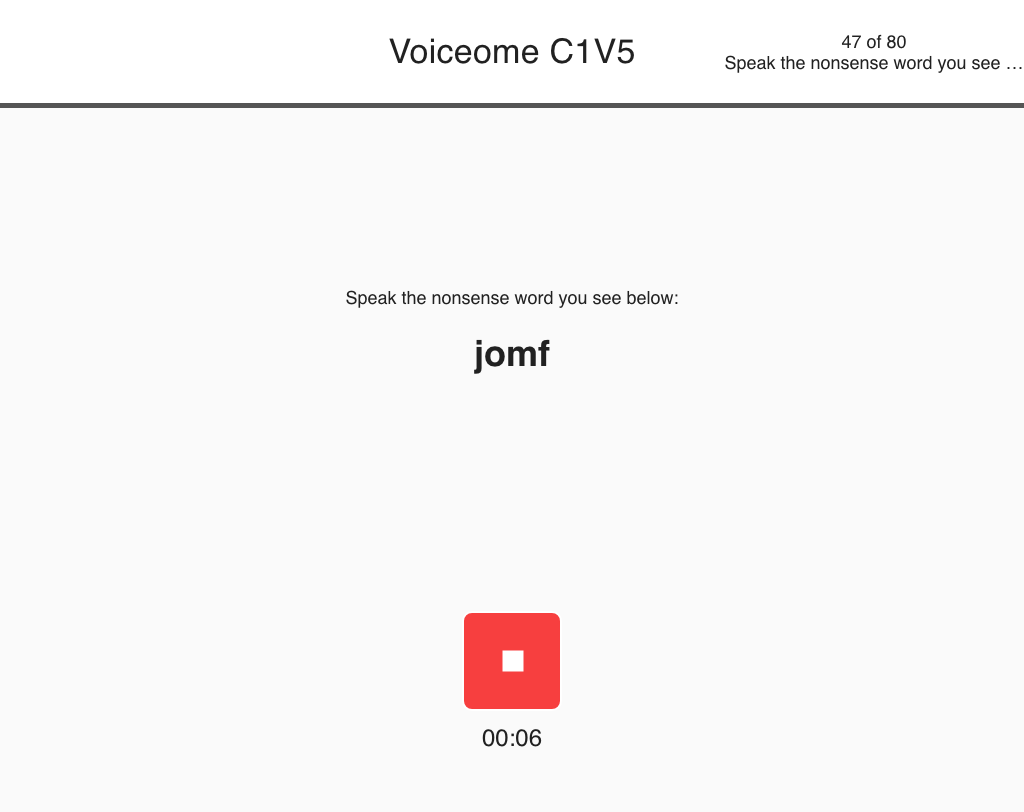 Voiceome C1V5
47 of 80
Speak the nonsense word you see …
Speak the nonsense word you see below:
jomf
00:06